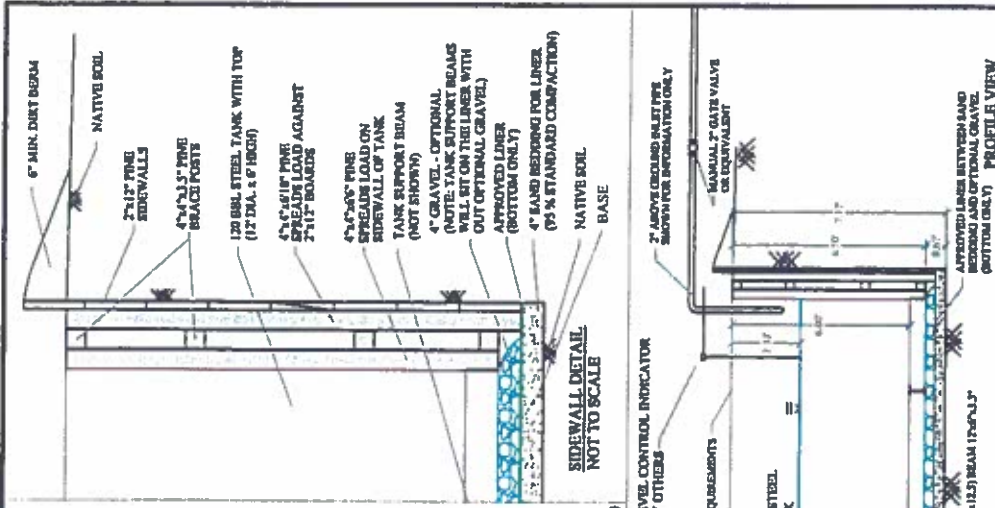 6" MIN. DIRT BERM
NATIVE SOIL
2"x12" PINE
SIDEWALLS
4"x4"x3.5" PINE
BRACE POSTS
120 BBL STEEL TANK WITH TOP
(12' DIA. x 6' HIGH)
SPREADS LOAD AGAINST
2"x12" BOARDS
SPREADS LOAD ON
SIDEWALL OF TANK
TANK SUPPORT BEAM
(NOT SHOWN)
4" GRAVEL - OPTIONAL
(NOTE: TANK SUPPORT BEAMS
WILL SIT ON THE LINER WITH
OUT OPTIONAL GRAVEL)
APPROVED LINER
(BOTTOM ONLY)
4" SAND BEDDING FOR LINER
(95 % STANDARD COMPACTION)
NATIVE SOIL
BASE
SIDEWALL DETAIL
NOT TO SCALE
2" ABOVE GROUND INLET PIPE
SHOWN FOR INFORMATION ONLY
MANUAL 2" GATE VALVE
OR EQUIVALENT
VEL CONTROL INDICATOR
OTHERS
QUIREMENTS
STEEL
APPROVED LINER BETWEEN SAND
BEDDING AND OPTIONAL GRAVEL
(BOTTOM ONLY)
PROFILE VIEW